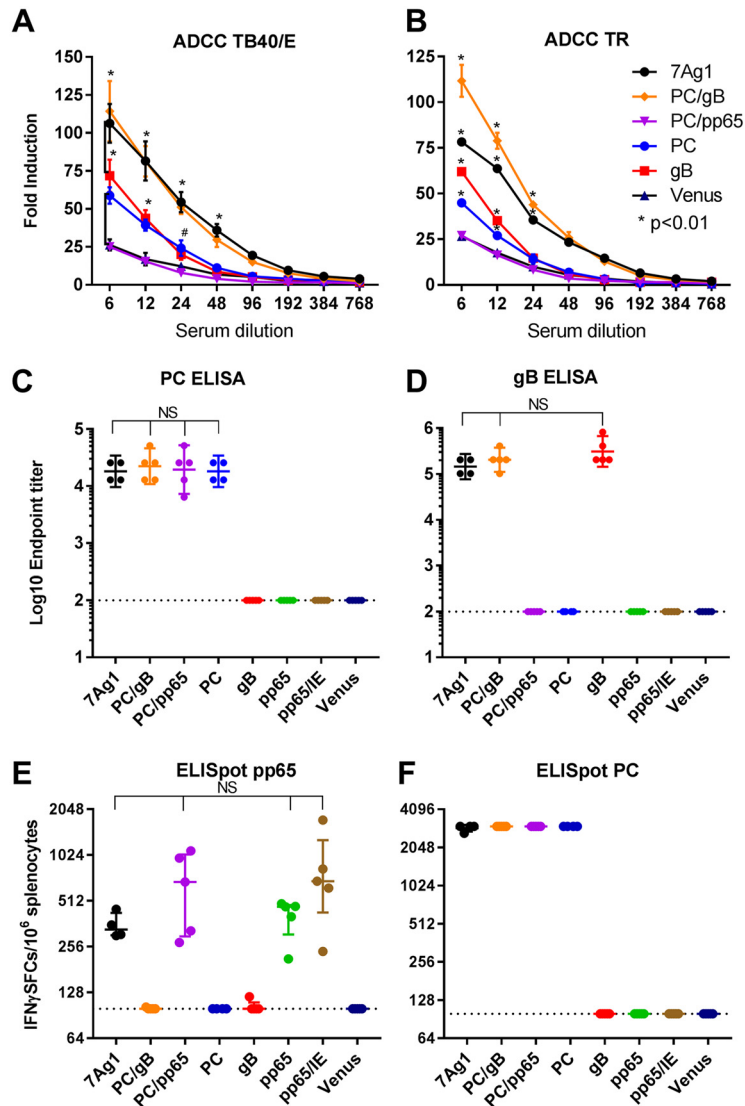 A
ADCC TB40/E
Fold Induction
150
125
100
75
50
25
0
* * * * * * #
6 12 24 48 96 192 384 768
Serum dilution
B
ADCC TR
125
100
75
50
25
0
* * * * * * * * * *
6 12 24 48 96 192 384 768
Serum dilution
7Ag1
PC/gB
PC/pp65
PC
gB
Venus
* p<0.01
C
PC ELISA
NS
Log10 Endpoint titer
5
4
3
2
1
7Ag1 PC/gB PC/pp65 PC gB pp65 pp65/IE Venus
D
gB ELISA
NS
6
5
4
3
2
1
7Ag1 PC/gB PC/pp65 PC gB pp65 pp65/IE Venus
E
ELISpot pp65
NS
IFNγSFCs/10⁶ splenocytes
2048
1024
512
256
128
64
7Ag1 PC/gB PC/pp65 PC gB pp65 pp65/IE Venus
F
ELISpot PC
4096
2048
1024
512
256
128
64
7Ag1 PC/gB PC/pp65 PC gB pp65 pp65/IE Venus